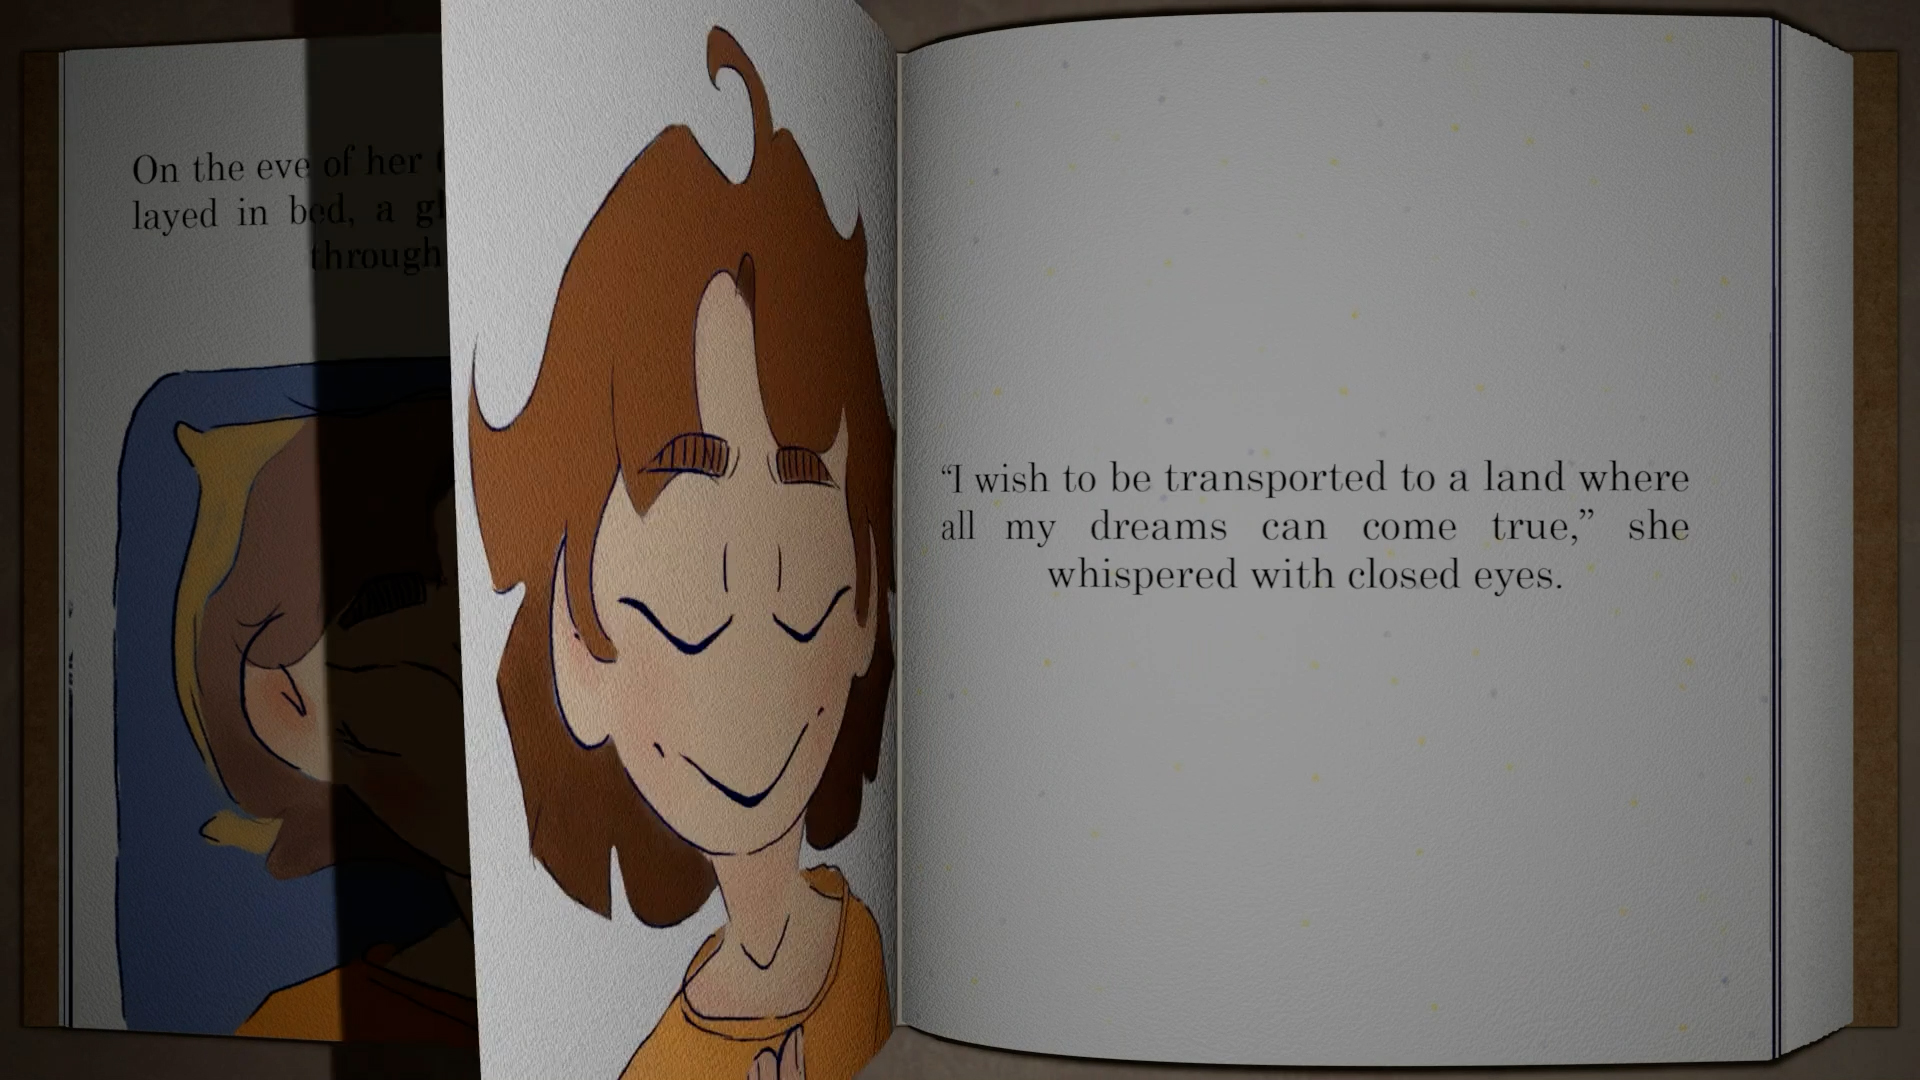 On the eve of her
layed in bed, a
through
“I wish to be transported to a land where
all my dreams can come true,” she
whispered with closed eyes.